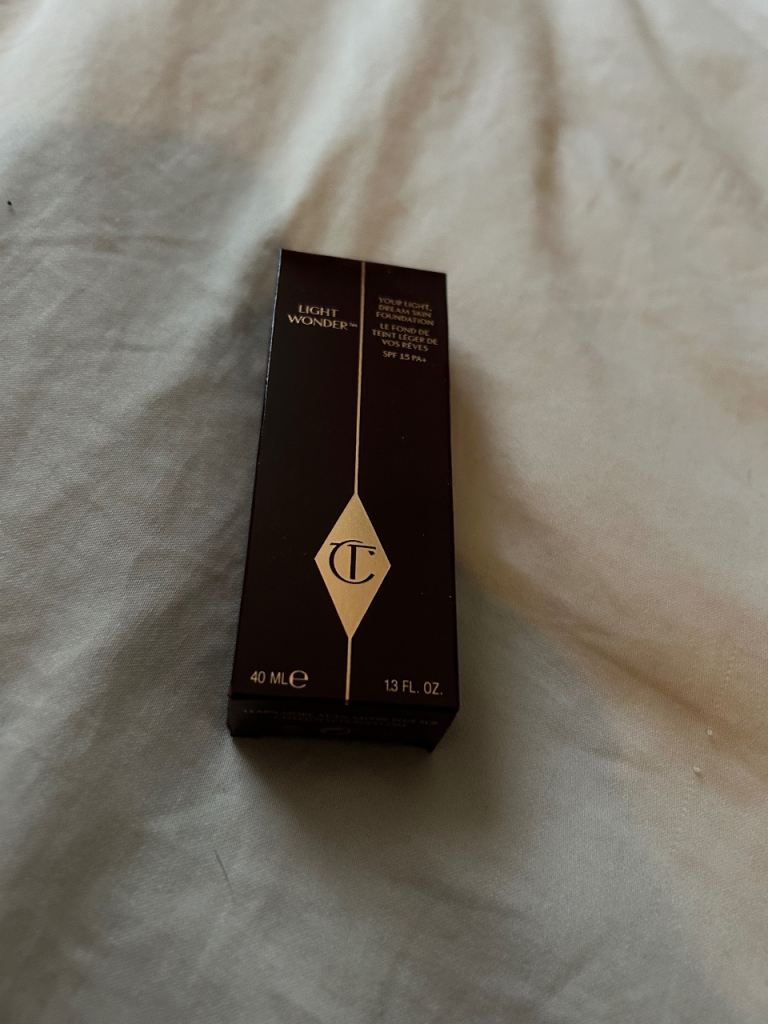 LIGHT
WONDER™
YOUR LIGHT,
DREAM SKIN
FOUNDATION
LE FOND DE
TEINT LÉGER DE
VOS RÊVES
SPF 15 PA+
CT
40 ML℮
1.3 FL. OZ.